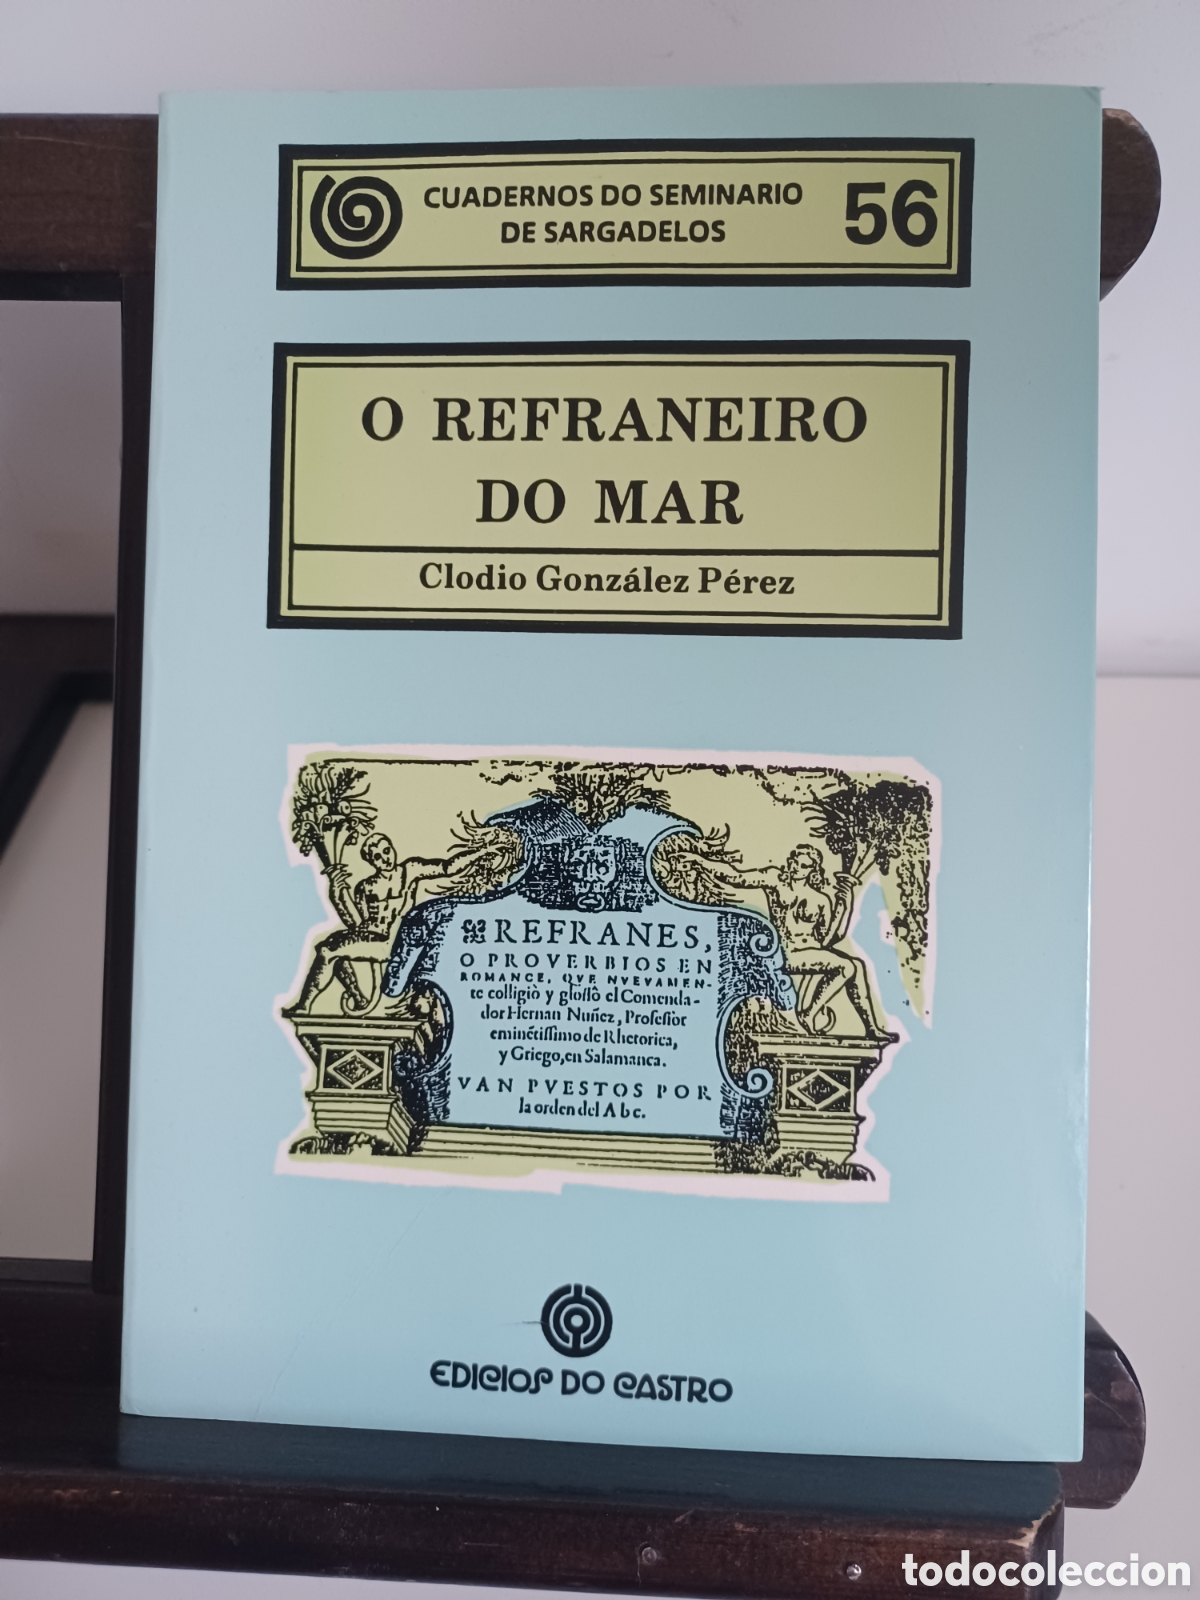 CUADERNOS DO SEMINARIO
DE SARGADELOS
56
O REFRANEIRO
DO MAR
Clodio González Pérez
REFRANES,
O PROVERBIOS EN
ROMANCE, QVE NVEVAMEN-
te colligiò y glossò el Comenda-
dor Hernan Nuñez, Professor
eminẽtissimo de Rhetorica,
y Griego, en Salamanca.
VAN PVESTOS POR
la orden del A b c.
EDICIOS DO CASTRO
todocoleccion